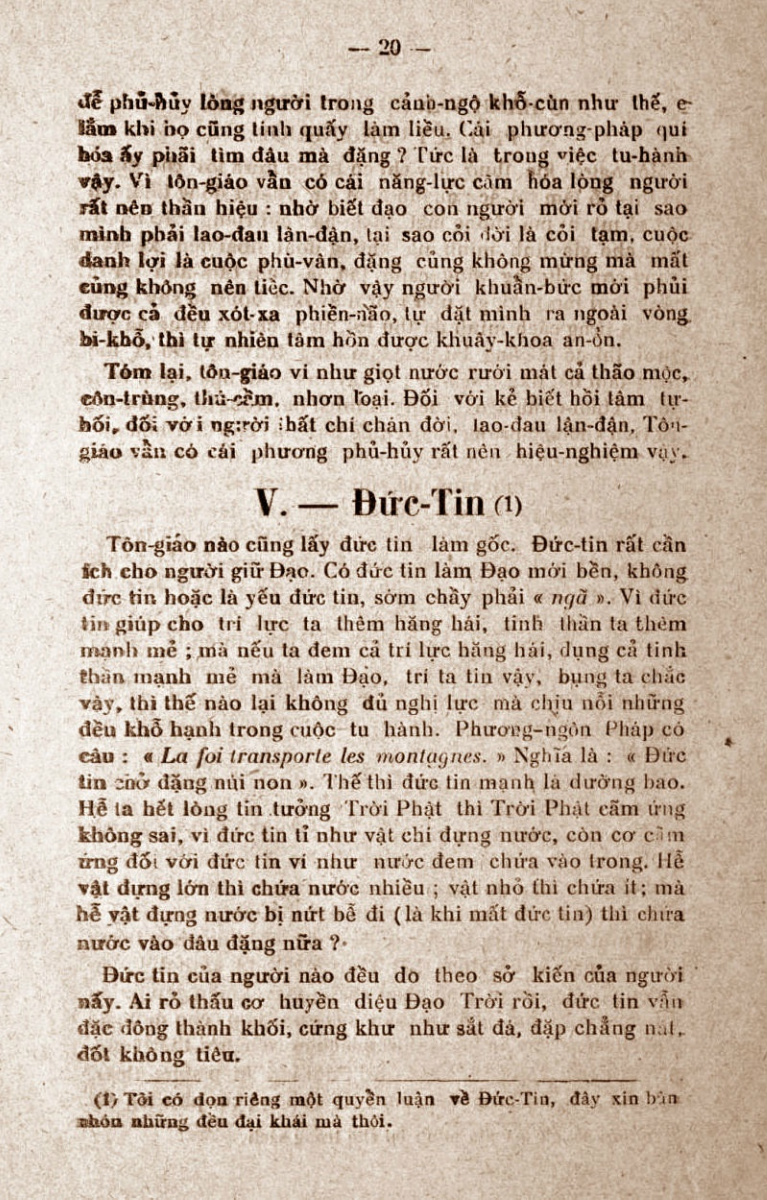 — 20 —
để phủ-hủy lòng người trong cảnh-ngộ khỗ-cùn như thế, e-
lắm khi họ cũng tính quấy làm liều. Cái phương-pháp qui
hóa ấy phãi tìm đâu mà đặng ? Tức là trong việc tu-hành
vậy. Vì tôn-giáo vẫn có cái năng-lực cảm hóa lòng người
rất nên thần hiệu : nhờ biết đạo con người mới rỏ tại sao
mình phải lao-đau lận-đận, tại sao cỏi đời là cỏi tạm, cuộc
danh lợi là cuộc phù-vân, đặng củng không mừng mà mất
củng không nên tiếc. Nhờ vậy người khuẫn-bức mới phủi
được cả đều xót-xa phiền-não, tự đặt mình ra ngoài vòng
bi-khỗ, thì tự nhiên tâm hồn được khuây-khoa an-ổn.
Tóm lại, tôn-giáo ví như giọt nước rưới mát cả thảo mộc,
côn-trùng, thú-cầm, nhơn loại. Đối với kẻ biết hồi tâm tự-
hối, đối với người thất chí chán đời, lao-đau lận-đận, Tôn-
giáo vẫn có cái phương phủ-hủy rất nên hiệu-nghiệm vậy.
V. — Đức-Tin (1)
Tôn-giáo nào cũng lấy đức tin làm gốc. Đức-tin rất cần
ích cho người giữ Đạo. Có đức tin làm Đạo mới bền, không
đức tin hoặc là yếu đức tin, sớm chầy phải « ngã ». Vì đức
tin giúp cho trí lực ta thêm hăng hái, tinh thần ta thêm
mạnh mẻ ; mà nếu ta đem cả trí lực hăng hái, dụng cả tinh
thần mạnh mẻ mà làm Đạo, trí ta tin vậy, bụng ta chắc
vậy, thì thế nào lại không đủ nghị lực mà chịu nỗi những
đều khỗ hạnh trong cuộc tu hành. Phương-ngôn Pháp có
câu : « La foi transporte les montagnes. » Nghĩa là : « Đức
tin chở đặng núi non ». Thế thì đức tin mạnh là dường bao.
Hễ ta hết lòng tin tưởng Trời Phật thì Trời Phật cãm ứng
không sai, vì đức tin tỉ như vật chi đựng nước, còn cơ cãm
ứng đối với đức tin ví như nước đem chứa vào trong. Hễ
vật đựng lớn thì chứa nước nhiều ; vật nhỏ thì chứa ít ; mà
hễ vật đựng nước bị nứt bể đi (là khi mất đức tin) thì chứa
nước vào đâu đặng nữa ?
Đức tin của người nào đều do theo sở kiến của người
nấy. Ai rỏ thấu cơ huyền diệu Đạo Trời rồi, đức tin vẫn
đặc đông thành khối, cứng khư như sắt đá, đặp chẳng nát,
đốt không tiêu.
(1) Tôi có dọn riêng một quyển luận về Đức-Tin, đây xin bàn
nhón những đều đại khái mà thôi.